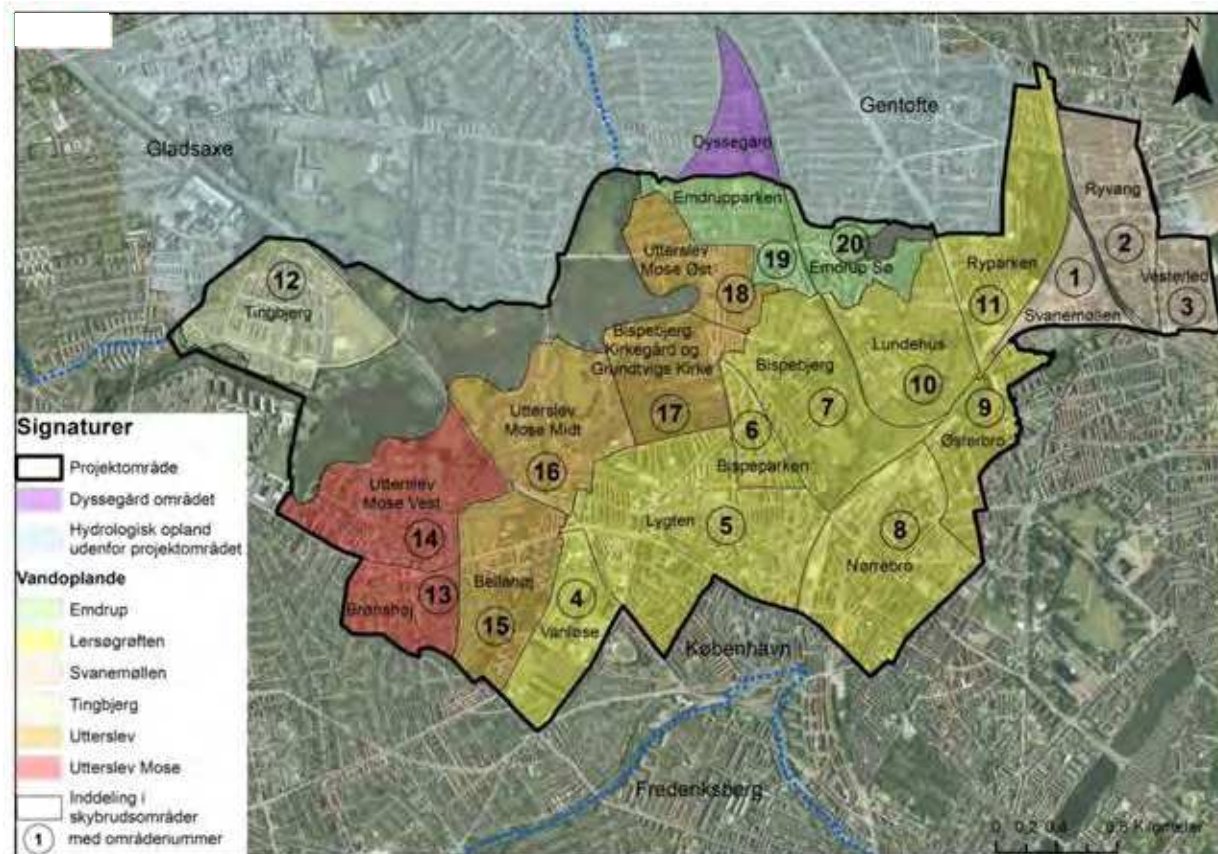 N
Gentofte
Gladsaxe
Dyssegård
Emdrupparken
Ryvang
2
20
Utterslev
Mose Øst
19
Emdrup Sø
Ryparken
1
Vesterled
12
Tingbjerg
18
11
3
Svanemøllen
Bispebjerg
Kirkegård og
Grundtvigs Kirke
Bispebjerg
Lundehus
10
7
9
17
6
Østerbro
Utterslev
Mose Midt
16
Bispeparken
Utterslev
Mose Vest
14
Lygten
5
8
Nørrebro
Bellahøj
13
Brønshøj
15
4
Vanløse
København
Frederiksberg
Signaturer
Projektområde
Dyssegård området
Hydrologisk opland
udenfor projektområdet
Vandoplande
Emdrup
Lersøgrøften
Svanemøllen
Tingbjerg
Utterslev
Utterslev Mose
Inddeling i
skybrudsområder
1 med områdenummer
0 0,2 0,4 0,8 Kilometer